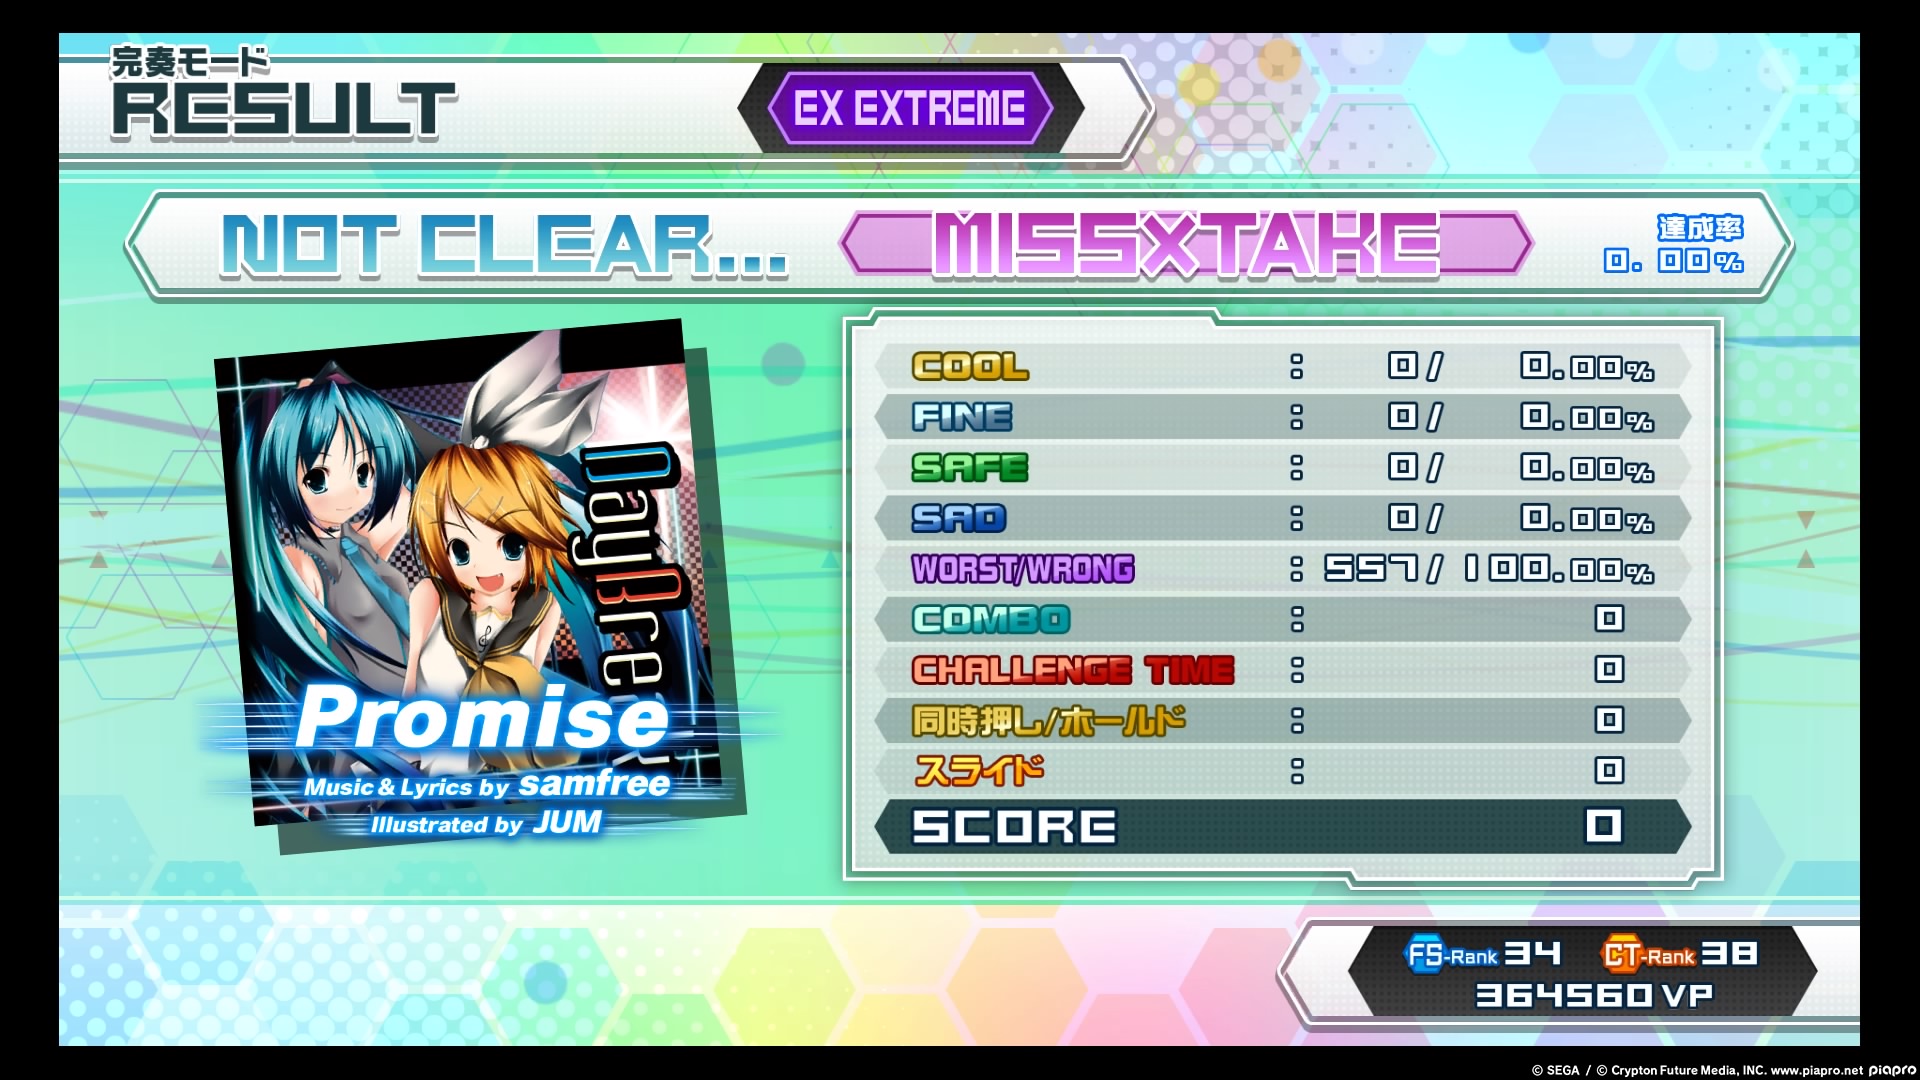 完奏モード
RESULT
EX EXTREME
NOT CLEAR...
MISS×TAKE
達成率
0.00%
DayBreak
Promise
Music & Lyrics by samfree
Illustrated by JUM
COOL : 0 / 0.00%
FINE : 0 / 0.00%
SAFE : 0 / 0.00%
SAD : 0 / 0.00%
WORST/WRONG : 557 / 100.00%
COMBO : 0
CHALLENGE TIME : 0
同時押し/ホールド : 0
スライド : 0
SCORE 0
FS-Rank 34 CT-Rank 38
364560 VP
© SEGA / © Crypton Future Media, INC. www.piapro.net piapro